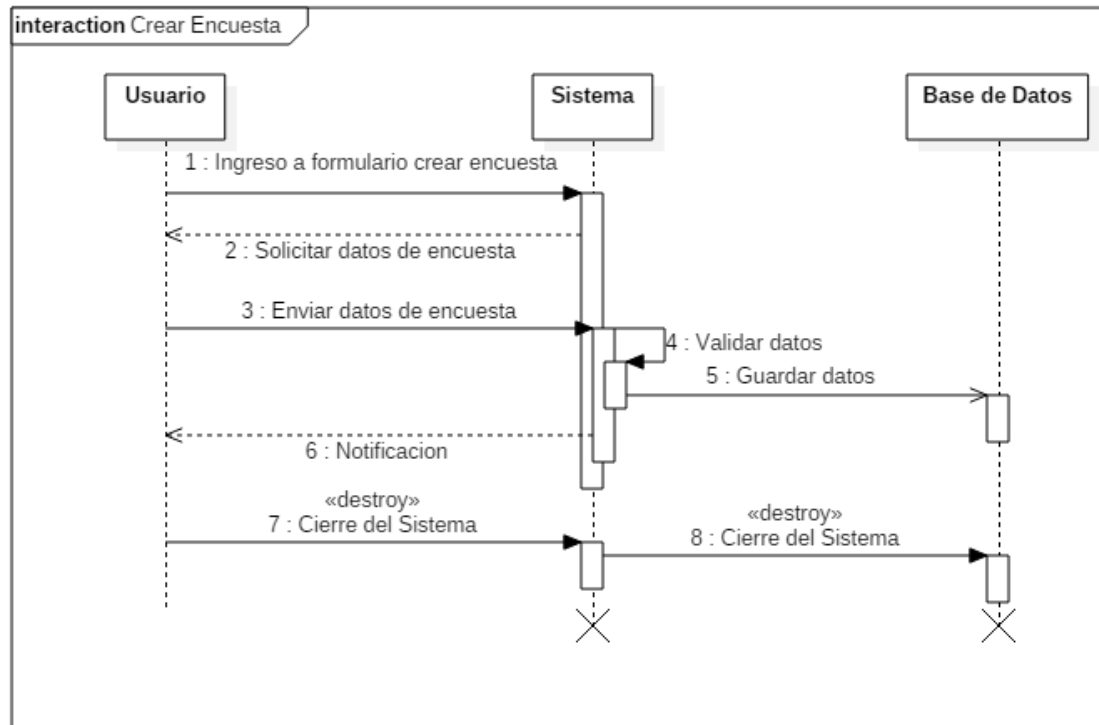 interaction Crear Encuesta
Usuario
Sistema
Base de Datos
1 : Ingreso a formulario crear encuesta
2 : Solicitar datos de encuesta
3 : Enviar datos de encuesta
4 : Validar datos
5 : Guardar datos
6 : Notificacion
«destroy»
7 : Cierre del Sistema
«destroy»
8 : Cierre del Sistema